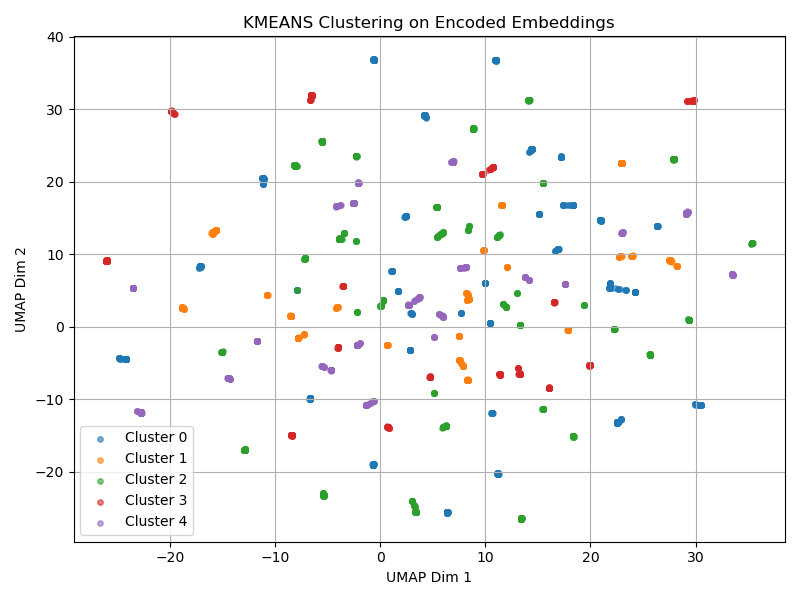 KMEANS Clustering on Encoded Embeddings
UMAP Dim 2
40
30
20
10
0
−10
−20
Cluster 0
Cluster 1
Cluster 2
Cluster 3
Cluster 4
−20 −10 0 10 20 30
UMAP Dim 1